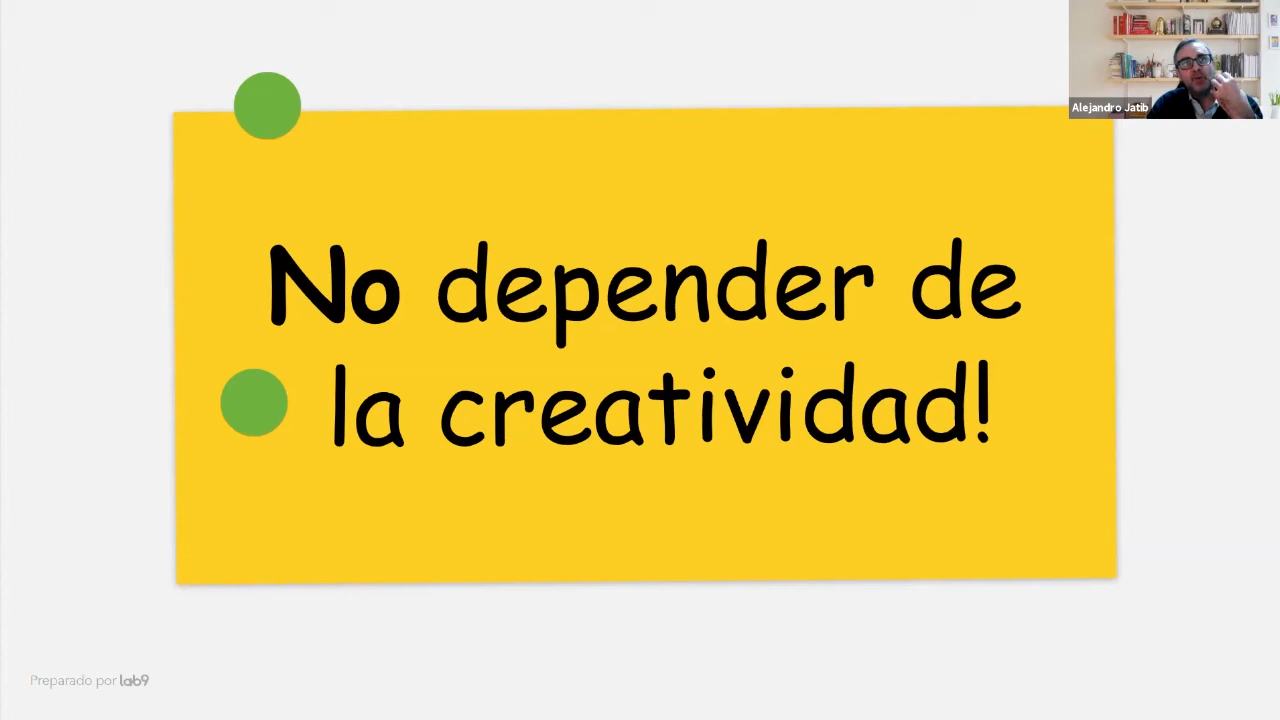 Alejandro Jatib
No depender de
la creatividad!
Preparado por lab9